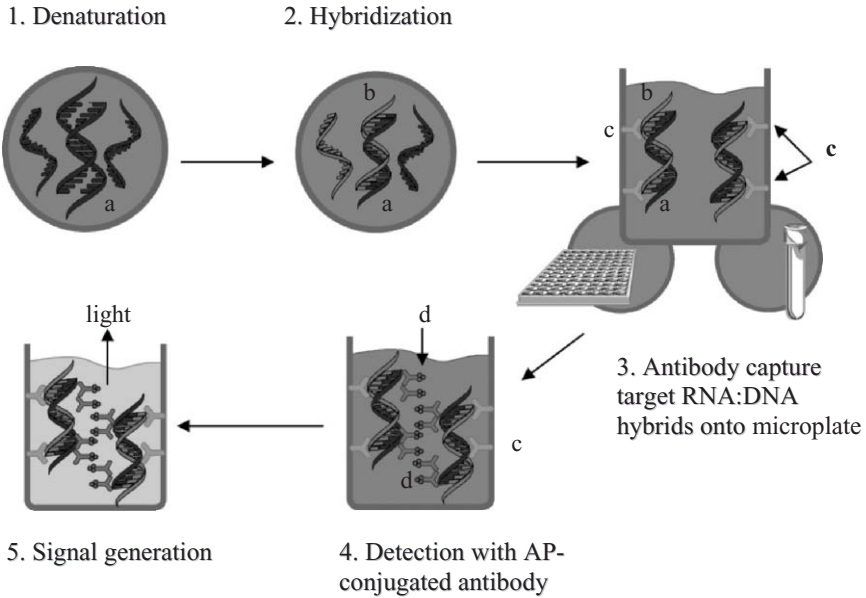 1. Denaturation
2. Hybridization
a
b
a
b
c
a
c
3. Antibody capture
target RNA:DNA
hybrids onto microplate
d
c
d
4. Detection with AP-
conjugated antibody
light
5. Signal generation